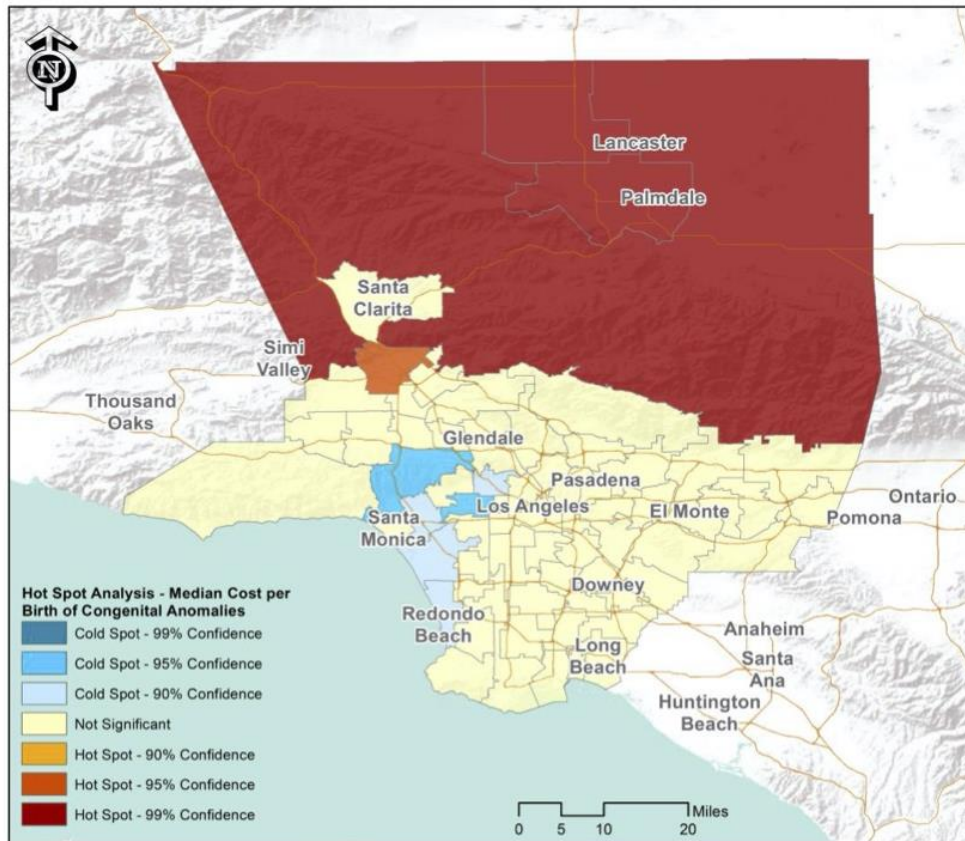 N
Lancaster
Palmdale
Santa
Clarita
Simi
Valley
Thousand
Oaks
Glendale
Pasadena
Los Angeles
El Monte
Ontario
Pomona
Santa
Monica
Downey
Redondo
Beach
Long
Beach
Anaheim
Santa
Ana
Huntington
Beach
Hot Spot Analysis - Median Cost per
Birth of Congenital Anomalies
Cold Spot - 99% Confidence
Cold Spot - 95% Confidence
Cold Spot - 90% Confidence
Not Significant
Hot Spot - 90% Confidence
Hot Spot - 95% Confidence
Hot Spot - 99% Confidence
Miles
0 5 10 20